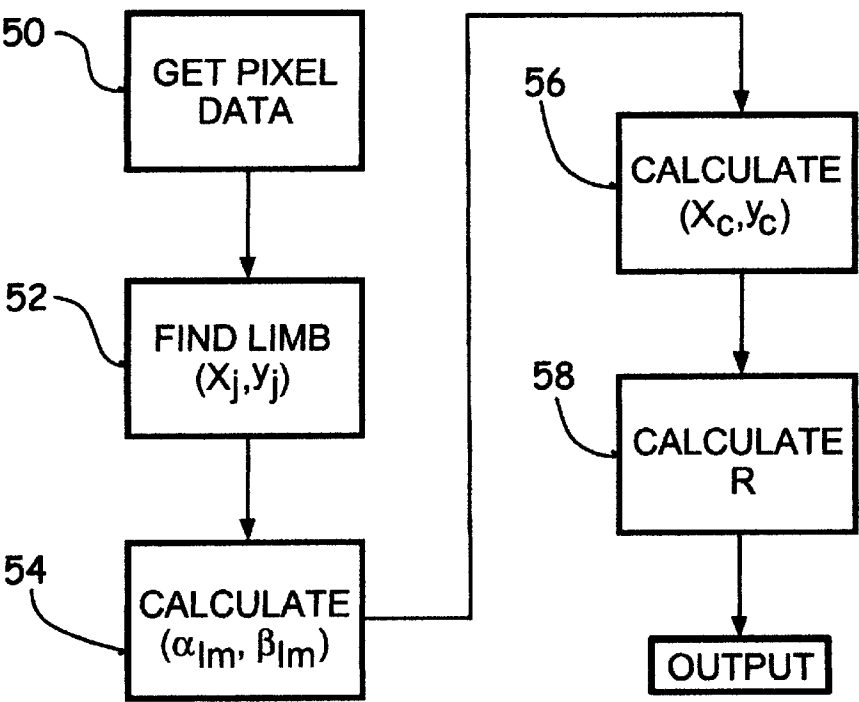 50
GET PIXEL
DATA
52
FIND LIMB
(Xj,yj)
54
CALCULATE
(αlm, βlm)
56
CALCULATE
(Xc,yc)
58
CALCULATE
R
OUTPUT